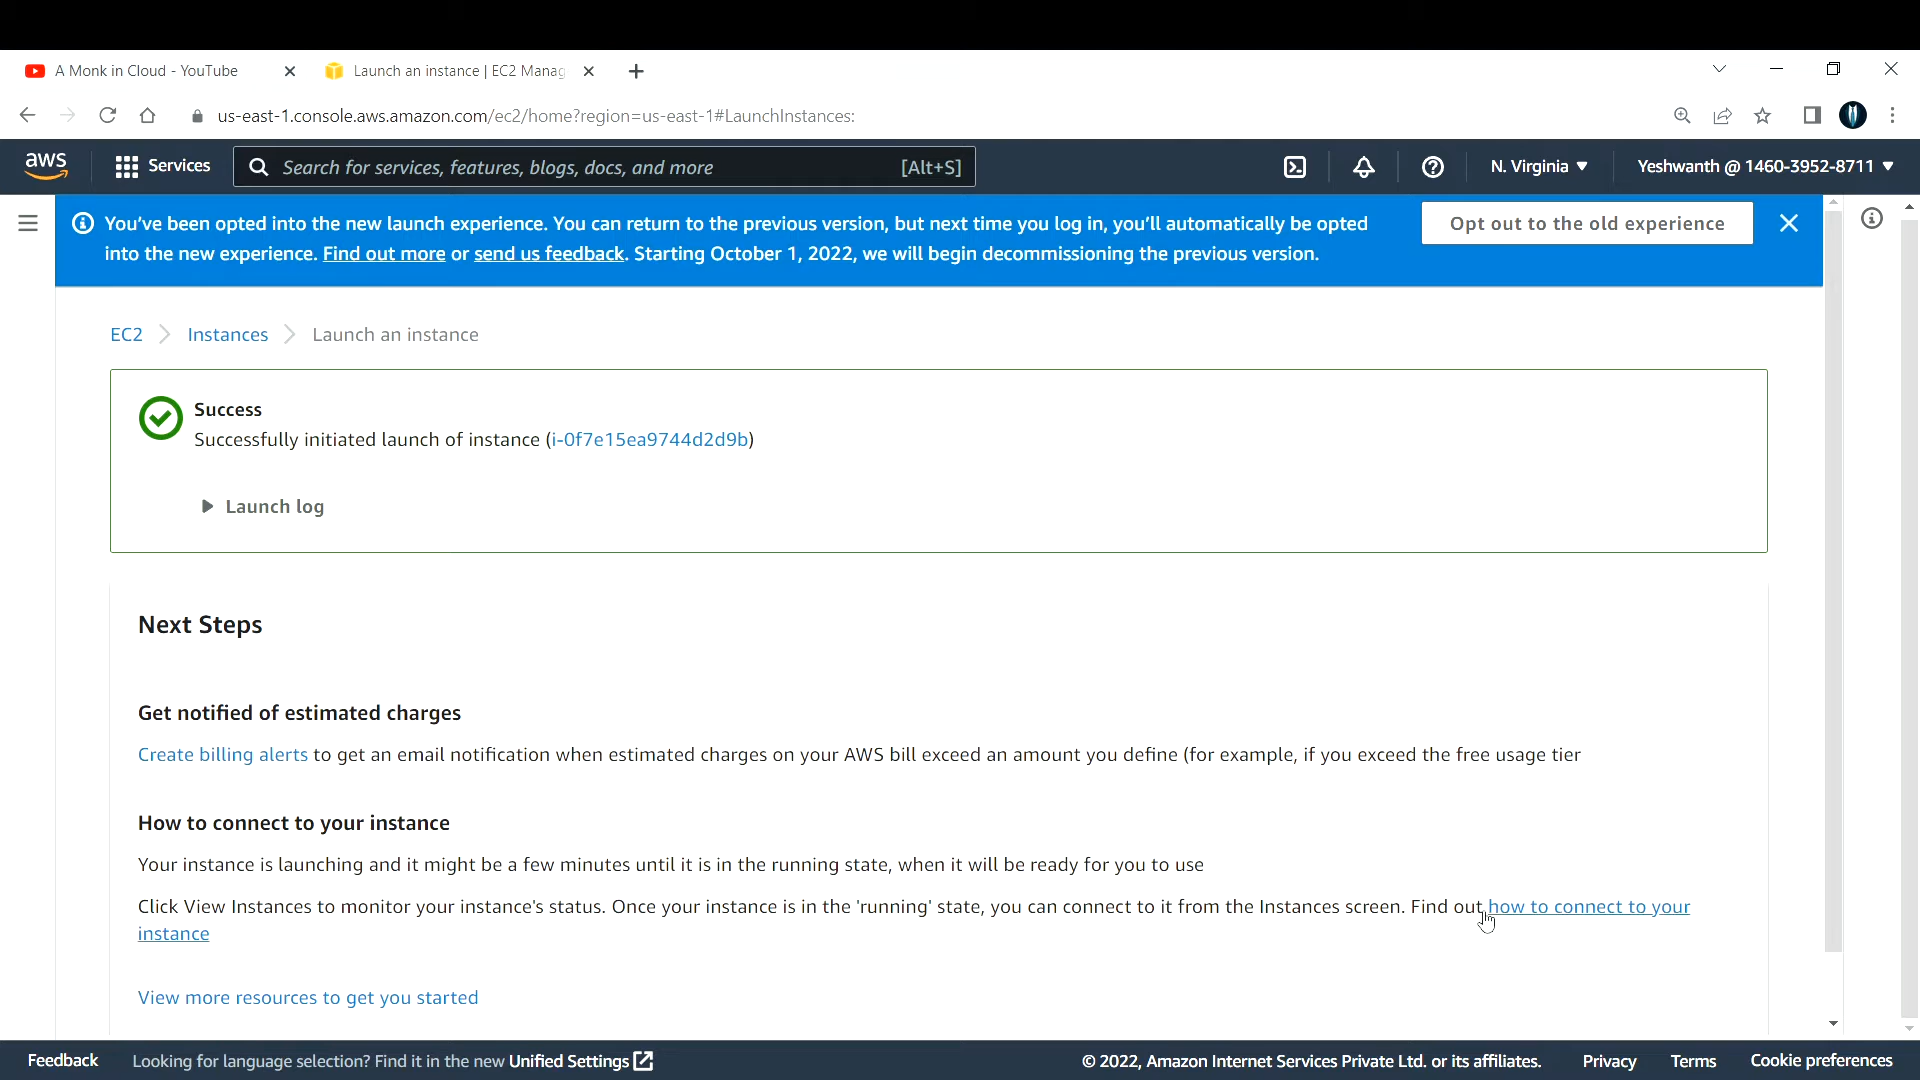 A Monk in Cloud - YouTube
Launch an instance | EC2 Manag
us-east-1.console.aws.amazon.com/ec2/home?region=us-east-1#LaunchInstances:
aws
Services
Search for services, features, blogs, docs, and more
[Alt+S]
N. Virginia
Yeshwanth @ 1460-3952-8711
You've been opted into the new launch experience. You can return to the previous version, but next time you log in, you'll automatically be opted
into the new experience. Find out more or send us feedback. Starting October 1, 2022, we will begin decommissioning the previous version.
Opt out to the old experience
EC2
Instances
Launch an instance
Success
Successfully initiated launch of instance (i-0f7e15ea9744d2d9b)
Launch log
Next Steps
Get notified of estimated charges
Create billing alerts to get an email notification when estimated charges on your AWS bill exceed an amount you define (for example, if you exceed the free usage tier
How to connect to your instance
Your instance is launching and it might be a few minutes until it is in the running state, when it will be ready for you to use
Click View Instances to monitor your instance's status. Once your instance is in the 'running' state, you can connect to it from the Instances screen. Find out how to connect to your
instance
View more resources to get you started
Feedback
Looking for language selection? Find it in the new Unified Settings
© 2022, Amazon Internet Services Private Ltd. or its affiliates.
Privacy
Terms
Cookie preferences